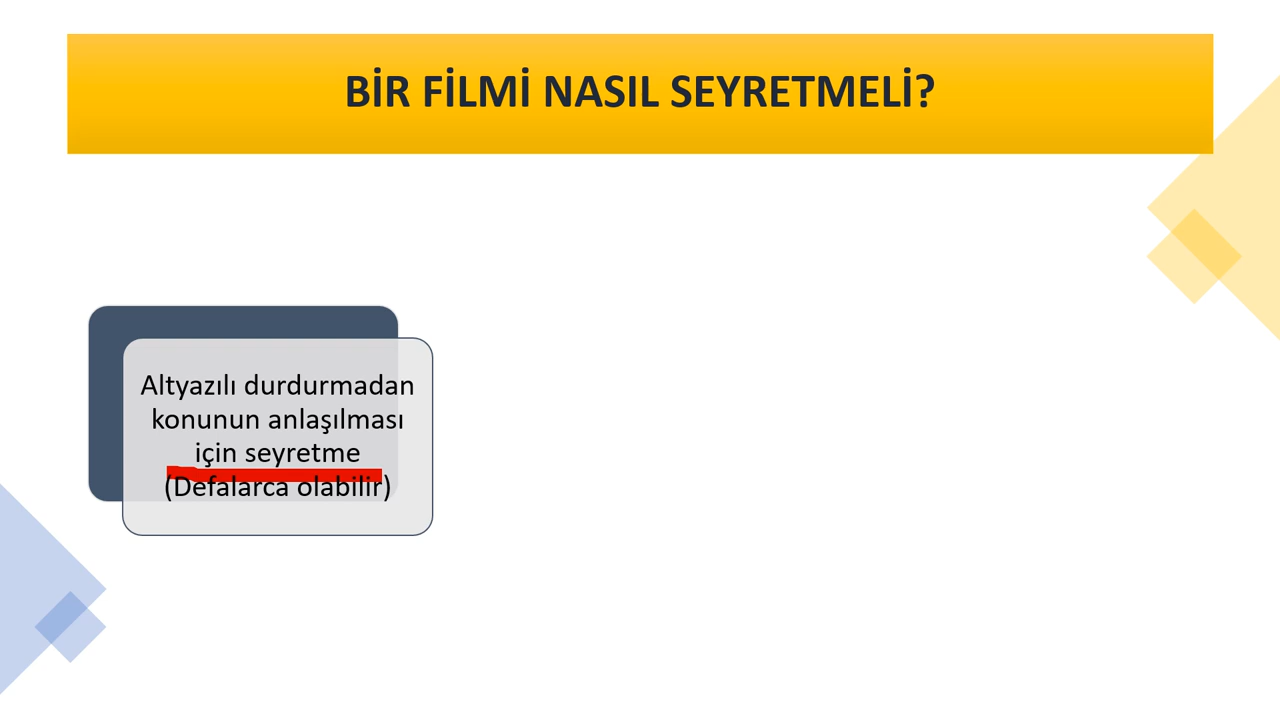 BİR FİLMİ NASIL SEYRETMELİ?
Altyazılı durdurmadan
konunun anlaşılması
için seyretme
(Defalarca olabilir)